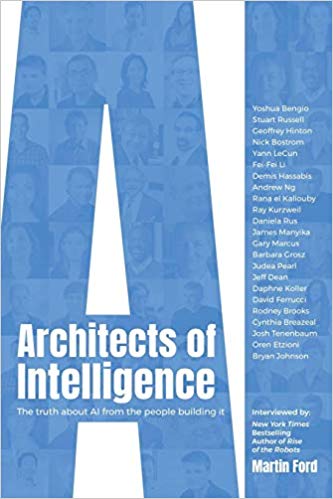 AI
Yoshua Bengio
Stuart Russell
Geoffrey Hinton
Nick Bostrom
Yann LeCun
Fei-Fei Li
Demis Hassabis
Andrew Ng
Rana el Kaliouby
Ray Kurzweil
Daniela Rus
James Manyika
Gary Marcus
Barbara Grosz
Judea Pearl
Jeff Dean
Daphne Koller
David Ferrucci
Rodney Brooks
Cynthia Breazeal
Josh Tenenbaum
Oren Etzioni
Bryan Johnson
Architects of
Intelligence
The truth about AI from the people building it
Interviewed by:
New York Times
Bestselling
Author of Rise
of the Robots
Martin Ford